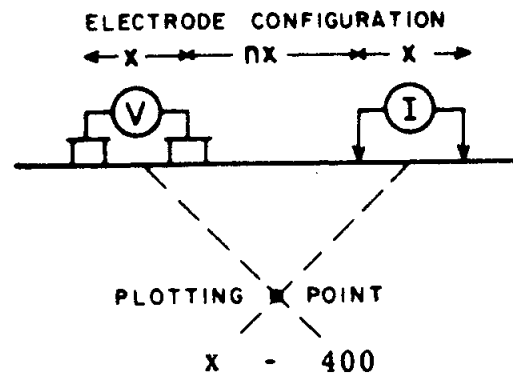 ELECTRODE CONFIGURATION
X nX X
V I
PLOTTING POINT
x - 400